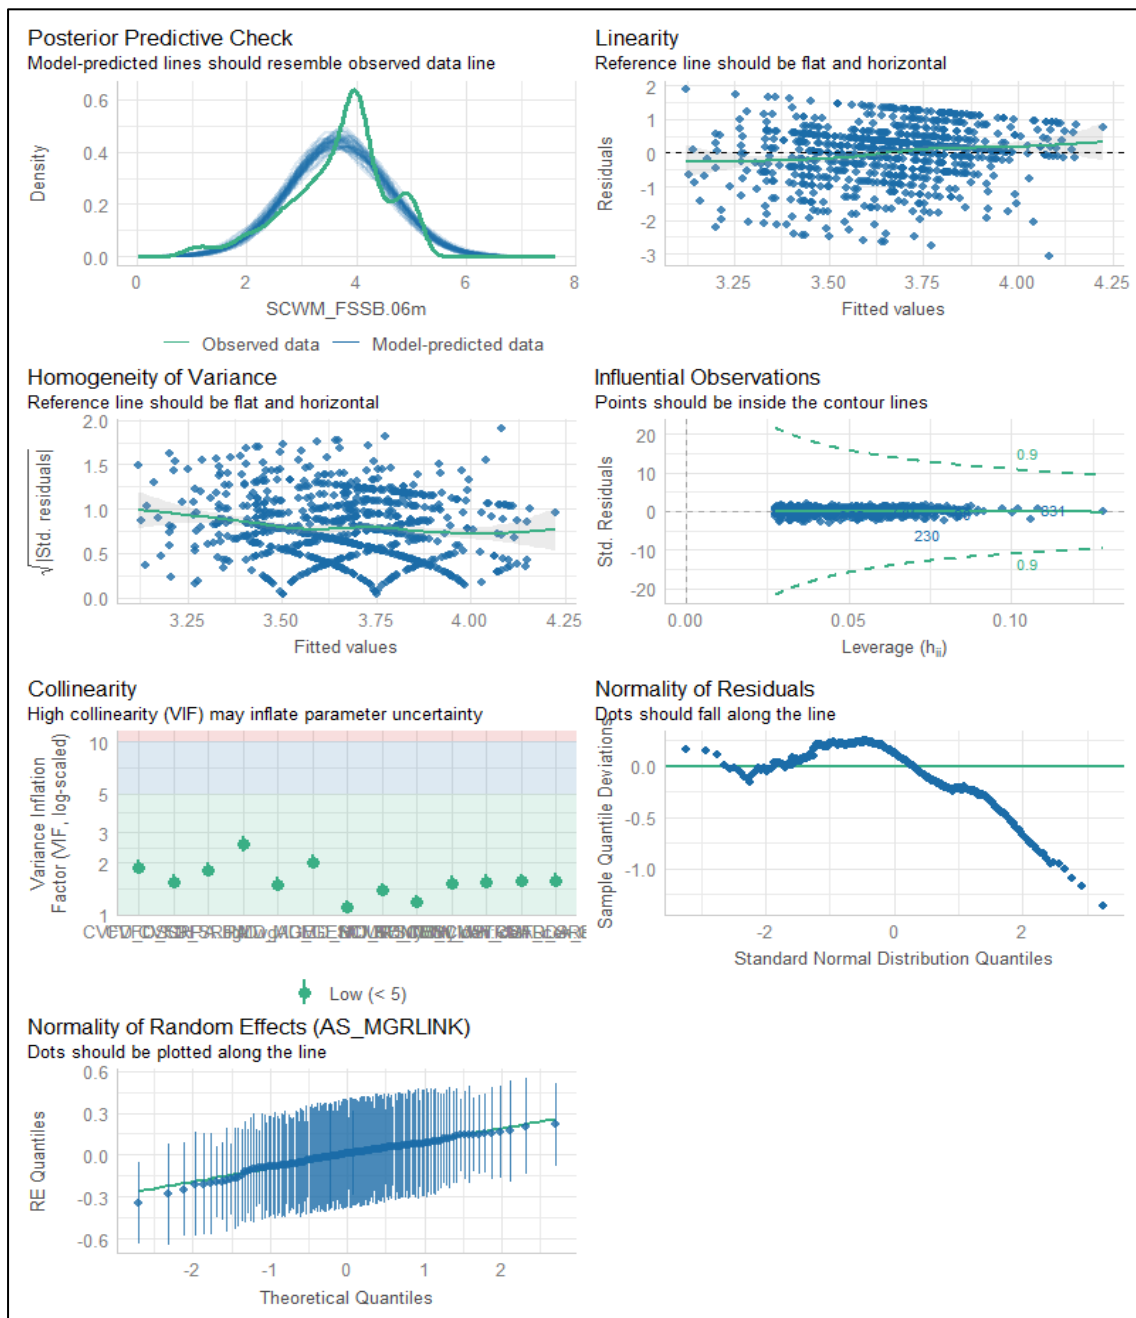 Posterior Predictive Check
Model-predicted lines should resemble observed data line
0.6
0.4
0.2
0.0
Density
0
2
4
6
8
SCWM_FSSB.06m
Observed data
Model-predicted data
Linearity
Reference line should be flat and horizontal
2
1
0
-1
-2
-3
Residuals
3.25
3.50
3.75
4.00
4.25
Fitted values
Homogeneity of Variance
Reference line should be flat and horizontal
2.0
1.5
1.0
0.5
0.0
√|Std. residuals|
3.25
3.50
3.75
4.00
4.25
Fitted values
Influential Observations
Points should be inside the contour lines
20
10
0
-10
-20
Std. Residuals
0.9
831
230
0.9
0.00
0.05
0.10
Leverage (hii)
Collinearity
High collinearity (VIF) may inflate parameter uncertainty
10
5
3
2
1
Variance Inflation
Factor (VIF, log-scaled)
Low (< 5)
Normality of Residuals
Dots should fall along the line
0.0
-0.5
-1.0
Sample Quantile Deviations
-2
0
2
Standard Normal Distribution Quantiles
Normality of Random Effects (AS_MGRLINK)
Dots should be plotted along the line
0.6
0.3
0.0
-0.3
-0.6
RE Quantiles
-2
-1
0
1
2
Theoretical Quantiles